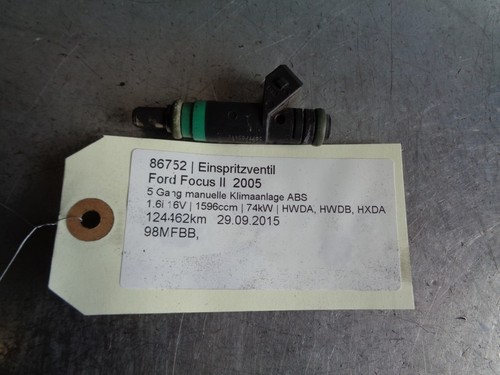 86752 | Einspritzventil
Ford Focus II 2005
5 Gang manuelle Klimaanlage ABS
1.6i 16V | 1596ccm | 74kW | HWDA, HWDB, HXDA
124462km 29.09.2015
98MFBB,